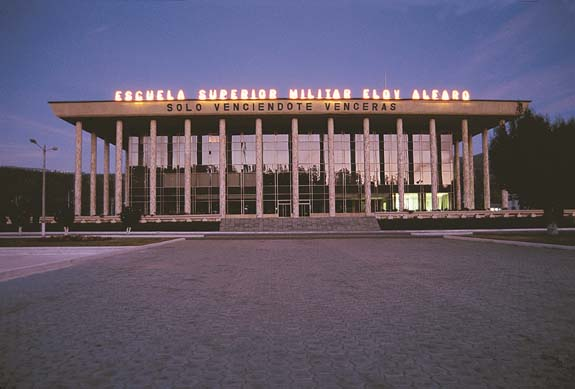 ESCUELA SUPERIOR MILITAR ELOY ALFARO
SOLO VENCIENDOTE VENCERAS